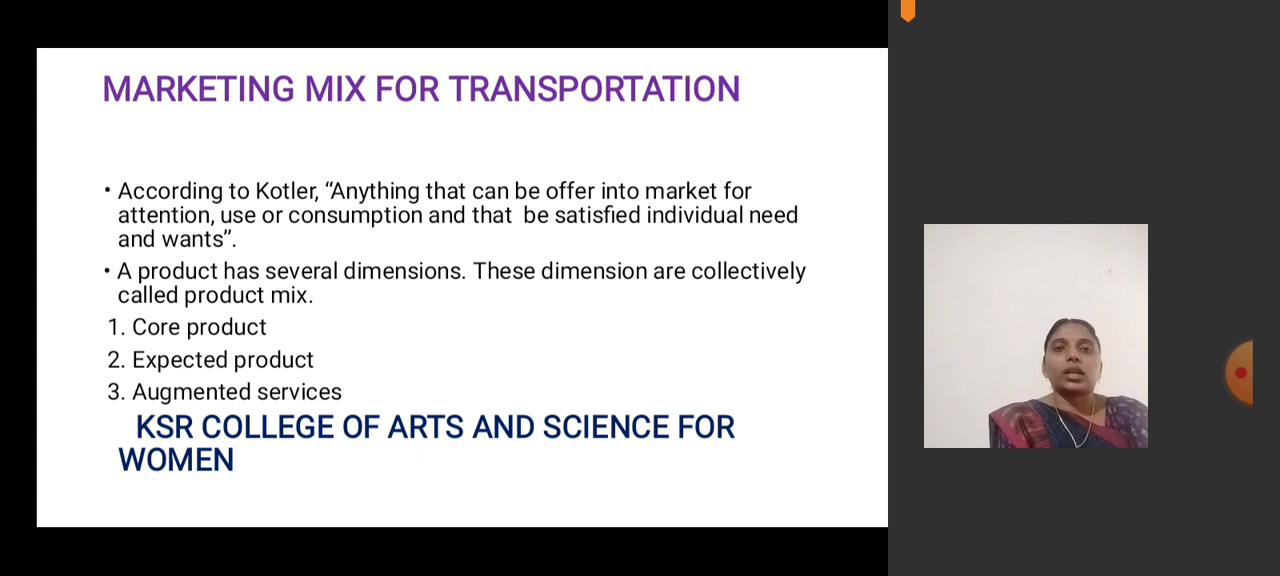 MARKETING MIX FOR TRANSPORTATION
• According to Kotler, “Anything that can be offer into market for
attention, use or consumption and that  be satisfied individual need
and wants”.
• A product has several dimensions. These dimension are collectively
called product mix.
1. Core product
2. Expected product
3. Augmented services
KSR COLLEGE OF ARTS AND SCIENCE FOR
WOMEN